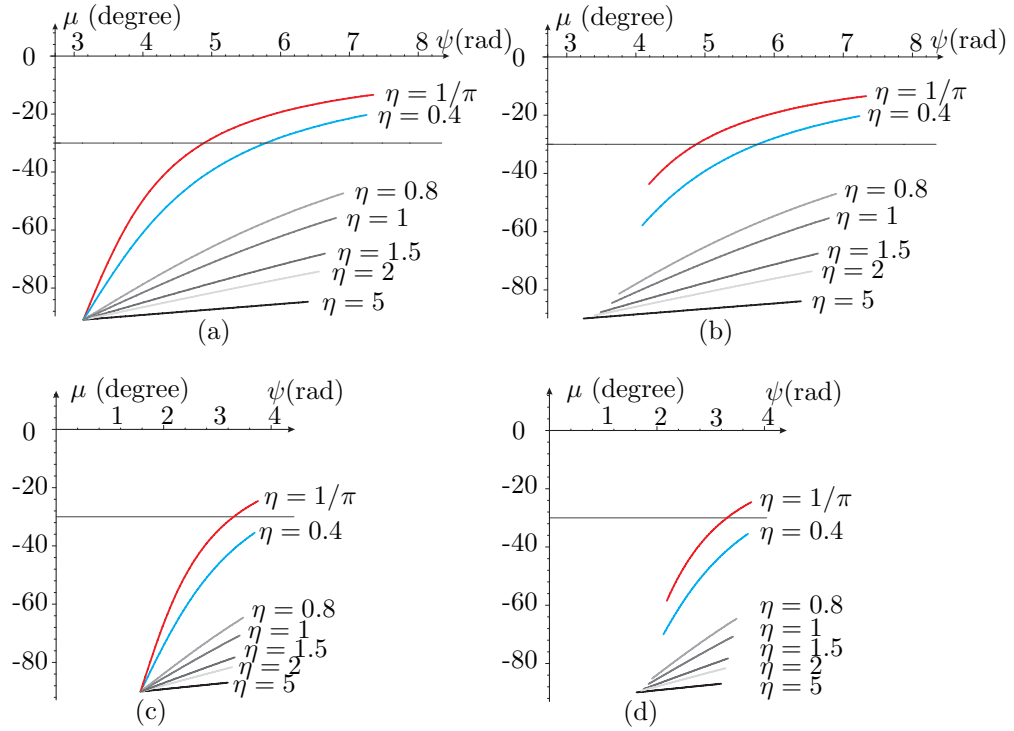 μ (degree)
3 4 5 6 7 8 ψ(rad)
0
-20
-40
-60
-80
η = 1/π
η = 0.4
η = 0.8
η = 1
η = 1.5
η = 2
η = 5
(a)
μ (degree)
3 4 5 6 7 8 ψ(rad)
0
-20
-40
-60
-80
η = 1/π
η = 0.4
η = 0.8
η = 1
η = 1.5
η = 2
η = 5
(b)
μ (degree) ψ(rad)
1 2 3 4
0
-20
-40
-60
-80
η = 1/π
η = 0.4
η = 0.8
η = 1
η = 1.5
η = 2
η = 5
(c)
μ (degree) ψ(rad)
1 2 3 4
0
-20
-40
-60
-80
η = 1/π
η = 0.4
η = 0.8
η = 1
η = 1.5
η = 2
η = 5
(d)